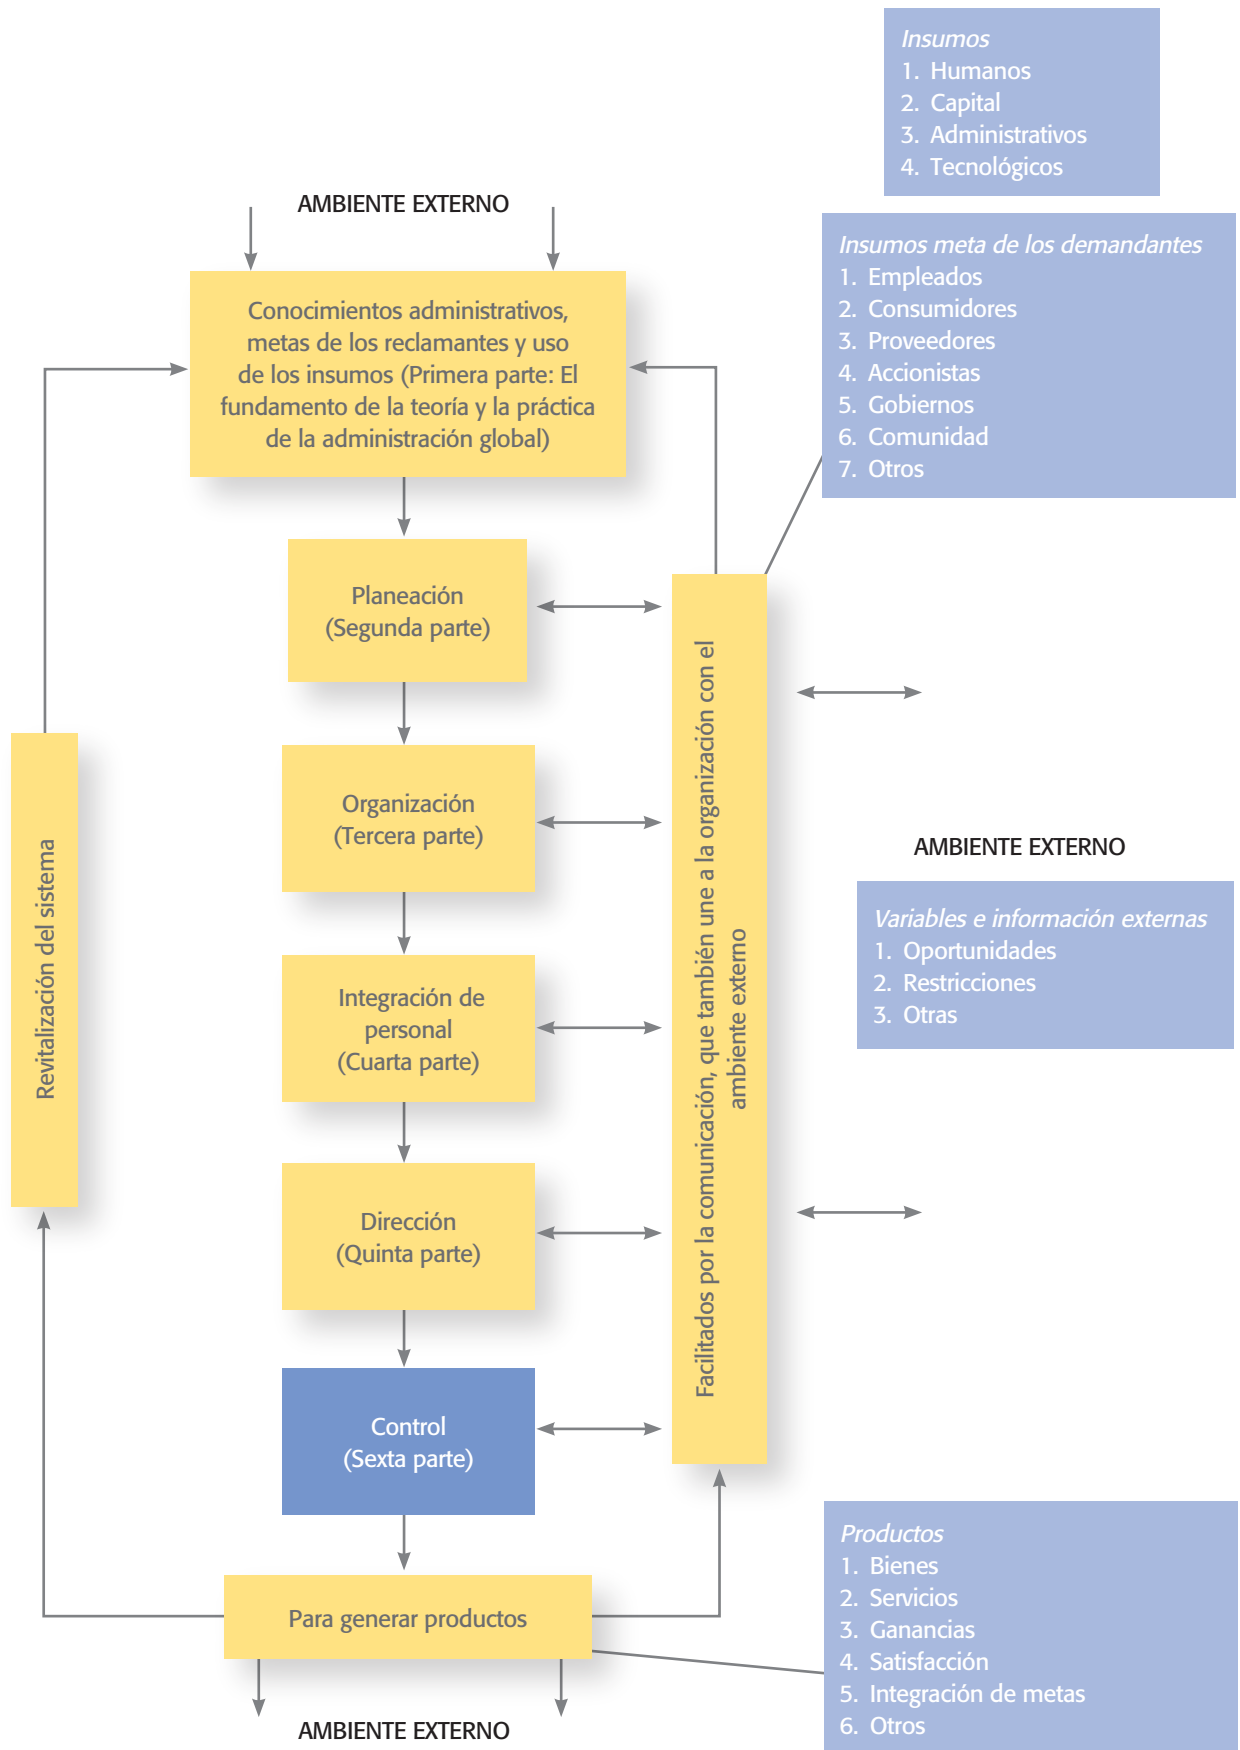 Insumos
1. Humanos
2. Capital
3. Administrativos
4. Tecnológicos
AMBIENTE EXTERNO
Insumos meta de los demandantes
1. Empleados
2. Consumidores
3. Proveedores
4. Accionistas
5. Gobiernos
6. Comunidad
7. Otros
Conocimientos administrativos,
metas de los reclamantes y uso
de los insumos (Primera parte: El
fundamento de la teoría y la práctica
de la administración global)
Planeación
(Segunda parte)
Organización
(Tercera parte)
Integración de
personal
(Cuarta parte)
Dirección
(Quinta parte)
Control
(Sexta parte)
Para generar productos
Revitalización del sistema
Facilitados por la comunicación, que también une a la organización con el
ambiente externo
AMBIENTE EXTERNO
Variables e información externas
1. Oportunidades
2. Restricciones
3. Otras
Productos
1. Bienes
2. Servicios
3. Ganancias
4. Satisfacción
5. Integración de metas
6. Otros
AMBIENTE EXTERNO